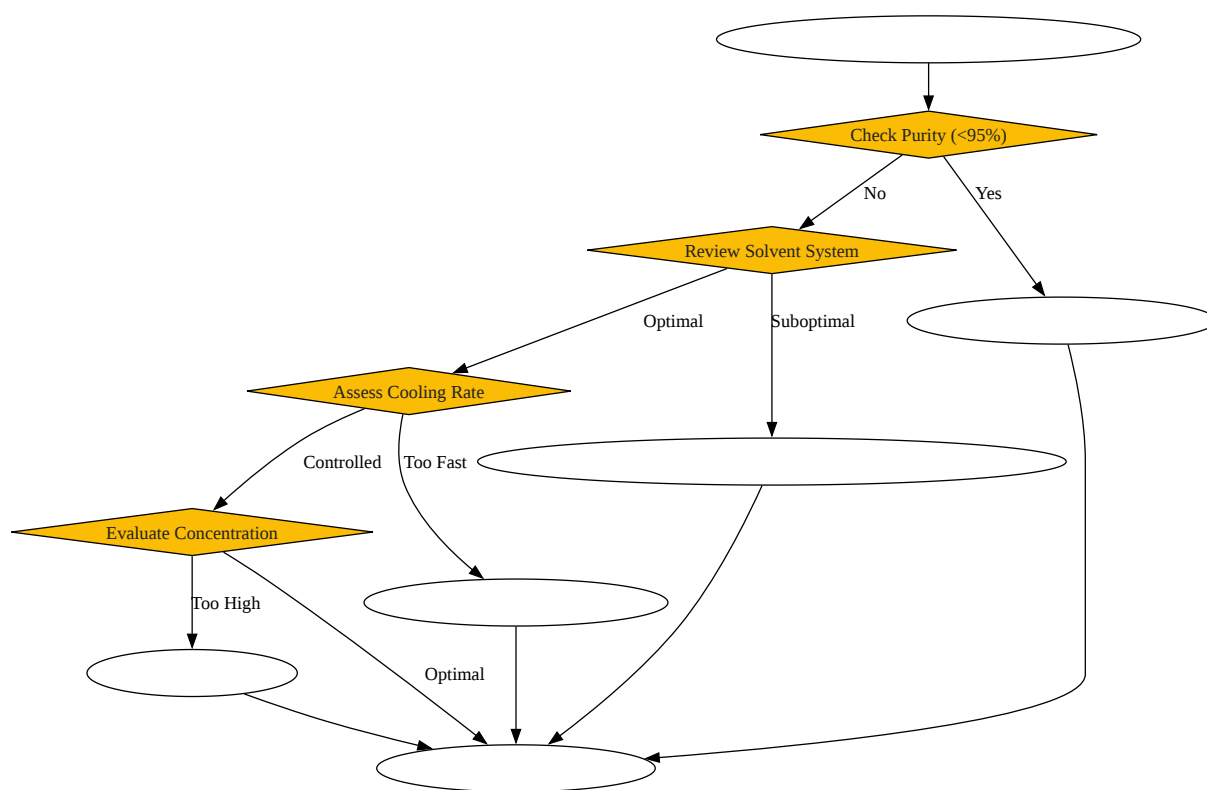 Check Purity (<95%)
No
Yes
Review Solvent System
Optimal
Suboptimal
Assess Cooling Rate
Controlled
Too Fast
Evaluate Concentration
Too High
Optimal